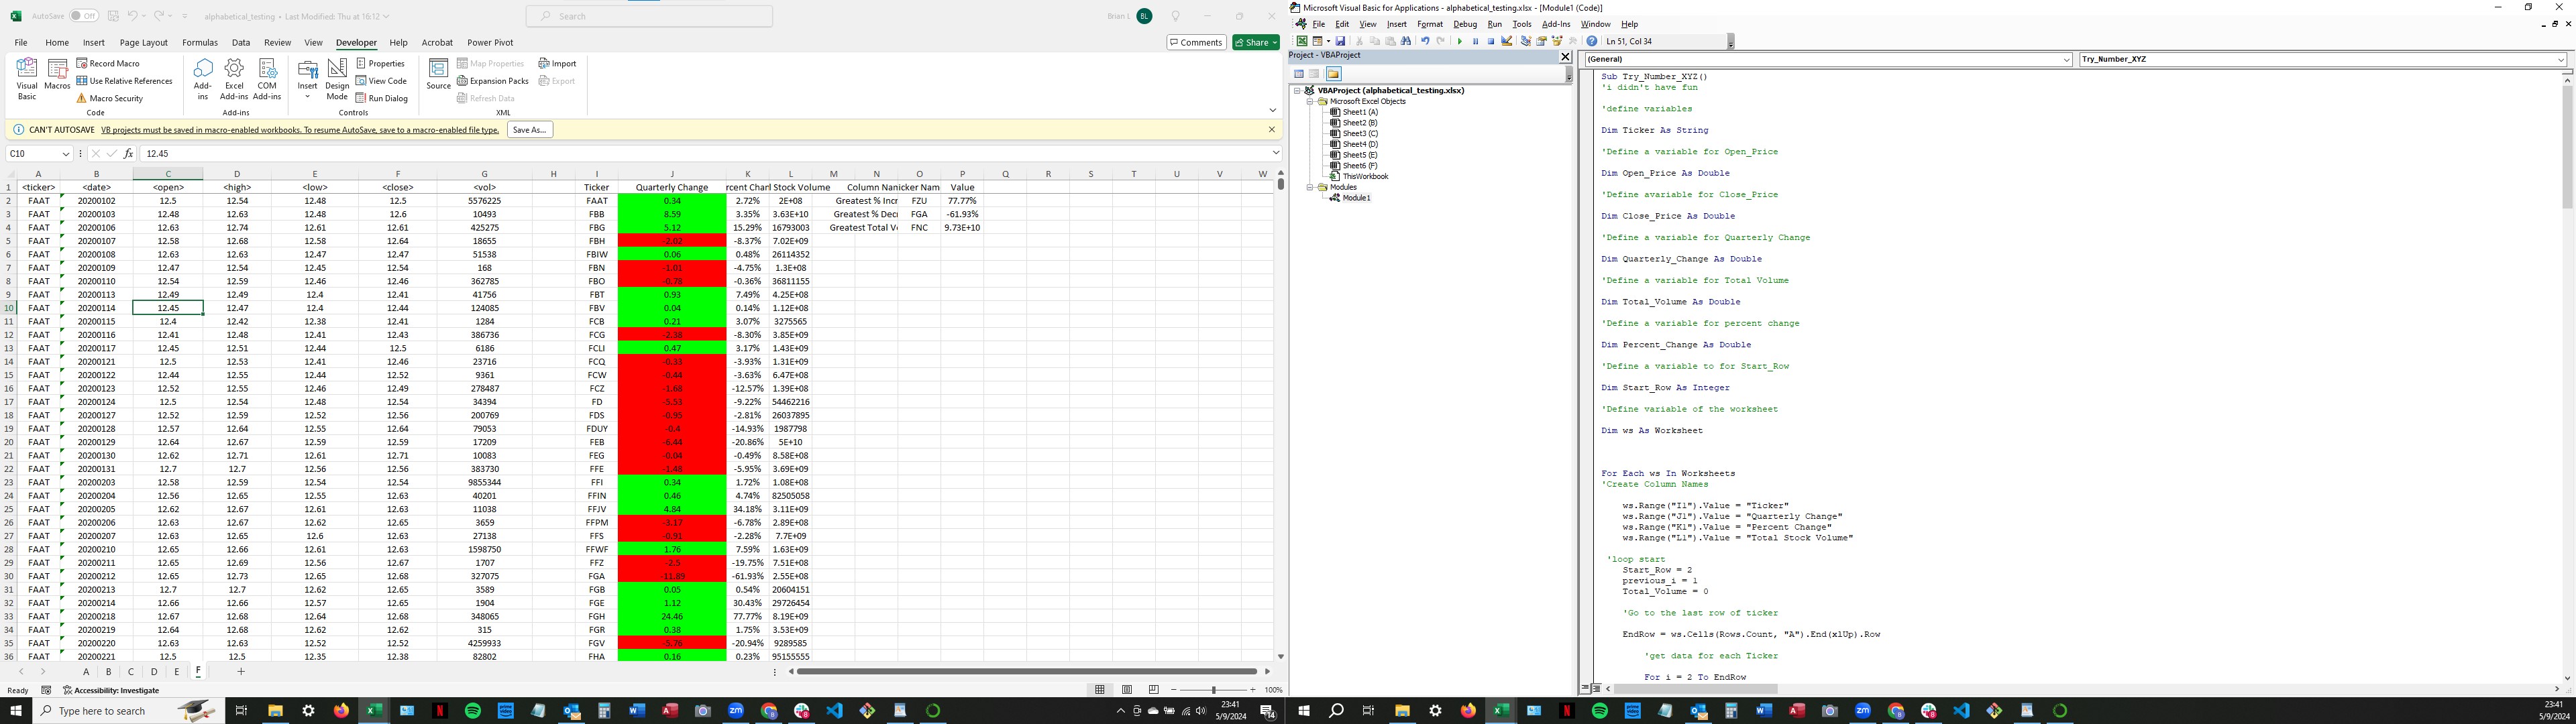 AutoSave Off alphabetical_testing • Last Modified: Thu at 16:12 Search Brian L BL
File Home Insert Page Layout Formulas Data Review View Developer Help Acrobat Power Pivot Comments Share
Visual Basic Macros Record Macro Use Relative References Macro Security Code
Add-ins Excel Add-ins COM Add-ins Add-ins
Insert Design Mode Properties View Code Run Dialog Controls
Source Map Properties Expansion Packs Refresh Data Import Export XML
CAN'T AUTOSAVE VB projects must be saved in macro-enabled workbooks. To resume AutoSave, save to a macro-enabled file type. Save As...
C10 fx 12.45
A B C D E F G H I J K L M N O P Q R S T U V W
1 <ticker> <date> <open> <high> <low> <close> <vol> Ticker Quarterly Change rcent Chan l Stock Volume Column Nam icker Nam Value
2 FAAT 20200102 12.5 12.54 12.48 12.5 5576225 FAAT 0.34 2.72% 2E+08 Greatest % Incr FZU 77.77%
3 FAAT 20200103 12.48 12.63 12.48 12.6 10493 FBB 8.59 3.35% 3.63E+10 Greatest % Decr FGA -61.93%
4 FAAT 20200106 12.63 12.74 12.61 12.61 425275 FBG 5.12 15.29% 16793003 Greatest Total Vo FNC 9.73E+10
5 FAAT 20200107 12.58 12.68 12.58 12.64 18655 FBH -2.02 -8.37% 7.02E+09
6 FAAT 20200108 12.63 12.63 12.47 12.47 51538 FBIW 0.06 0.48% 26114352
7 FAAT 20200109 12.47 12.54 12.45 12.54 168 FBN -1.01 -4.75% 1.3E+08
8 FAAT 20200110 12.54 12.59 12.46 12.46 362785 FBO -0.78 -0.36% 36811155
9 FAAT 20200113 12.49 12.49 12.4 12.41 41756 FBT 0.93 7.49% 4.25E+08
10 FAAT 20200114 12.45 12.47 12.4 12.44 124085 FBV 0.04 0.14% 1.12E+08
11 FAAT 20200115 12.4 12.42 12.38 12.41 1284 FCB 0.21 3.07% 3275565
12 FAAT 20200116 12.41 12.48 12.41 12.43 386736 FCG -2.38 -8.30% 3.85E+09
13 FAAT 20200117 12.45 12.51 12.44 12.5 6186 FCLI 0.47 3.17% 1.43E+09
14 FAAT 20200121 12.5 12.53 12.41 12.46 23716 FCQ -0.33 -3.93% 1.31E+09
15 FAAT 20200122 12.44 12.55 12.44 12.52 9361 FCW -0.44 -3.63% 6.47E+08
16 FAAT 20200123 12.52 12.55 12.46 12.49 278487 FCZ -1.68 -12.57% 1.39E+08
17 FAAT 20200124 12.5 12.54 12.48 12.54 34394 FD -5.53 -9.22% 54462216
18 FAAT 20200127 12.52 12.59 12.52 12.56 200769 FDS -0.95 -2.81% 26037895
19 FAAT 20200128 12.57 12.64 12.55 12.64 79053 FDUY -0.4 -14.93% 1987798
20 FAAT 20200129 12.64 12.67 12.59 12.59 17209 FEB -6.44 -20.86% 5E+10
21 FAAT 20200130 12.62 12.71 12.61 12.71 10083 FEG -0.04 -0.49% 8.58E+08
22 FAAT 20200131 12.7 12.7 12.56 12.56 383730 FFE -1.48 -5.95% 3.69E+09
23 FAAT 20200203 12.58 12.59 12.54 12.54 9855344 FFI 0.34 1.72% 1.08E+08
24 FAAT 20200204 12.56 12.65 12.55 12.63 40201 FFIN 0.46 4.74% 82505058
25 FAAT 20200205 12.62 12.67 12.61 12.63 11038 FFJV 4.84 34.18% 3.11E+09
26 FAAT 20200206 12.63 12.67 12.62 12.65 3659 FFPM -3.17 -6.78% 2.89E+08
27 FAAT 20200207 12.63 12.65 12.6 12.63 27138 FFS -0.91 -2.28% 7.7E+09
28 FAAT 20200210 12.65 12.66 12.61 12.63 1598750 FFWF 1.76 7.59% 1.63E+09
29 FAAT 20200211 12.65 12.69 12.56 12.67 1707 FFZ -2.5 -19.75% 7.51E+08
30 FAAT 20200212 12.65 12.73 12.65 12.68 327075 FGA -11.89 -61.93% 2.55E+08
31 FAAT 20200213 12.7 12.7 12.62 12.65 3589 FGB 0.05 0.54% 20604151
32 FAAT 20200214 12.66 12.66 12.57 12.65 1904 FGE 1.12 30.43% 29726454
33 FAAT 20200218 12.67 12.68 12.64 12.67 348065 FGH 24.46 77.77% 8.19E+09
34 FAAT 20200219 12.64 12.68 12.62 12.62 315 FGR 0.38 1.75% 3.53E+09
35 FAAT 20200220 12.63 12.63 12.52 12.52 4259933 FGV -5.76 -20.94% 9289585
36 FAAT 20200221 12.5 12.5 12.35 12.38 82802 FHA 0.16 0.23% 95155555
A B C D E F +
Ready Accessibility: Investigate 100%
Type here to search 23:41 5/9/2024 14
Microsoft Visual Basic for Applications - alphabetical_testing.xlsx - [Module1 (Code)]
File Edit View Insert Format Debug Run Tools Add-Ins Window Help
Ln 51, Col 34
Project - VBAProject
VBAProject (alphabetical_testing.xlsx)
Microsoft Excel Objects
Sheet1 (A)
Sheet2 (B)
Sheet3 (C)
Sheet4 (D)
Sheet5 (E)
Sheet6 (F)
ThisWorkbook
Modules
Module1
(General) Try_Number_XYZ
Sub Try_Number_XYZ()
'i didn't have fun
'define variables
Dim Ticker As String
'Define a variable for Open_Price
Dim Open_Price As Double
'Define avariable for Close_Price
Dim Close_Price As Double
'Define a variable for Quarterly Change
Dim Quarterly_Change As Double
'Define a variable for Total Volume
Dim Total_Volume As Double
'Define a variable for percent change
Dim Percent_Change As Double
'Define a variable to for Start_Row
Dim Start_Row As Integer
'Define variable of the worksheet
Dim ws As Worksheet
For Each ws In Worksheets
'Create Column Names
ws.Range("I1").Value = "Ticker"
ws.Range("J1").Value = "Quarterly Change"
ws.Range("K1").Value = "Percent Change"
ws.Range("L1").Value = "Total Stock Volume"
'loop start
Start_Row = 2
previous_i = 1
Total_Volume = 0
'Go to the last row of ticker
EndRow = ws.Cells(Rows.Count, "A").End(xlUp).Row
'get data for each Ticker
For i = 2 To EndRow
23:41
5/9/2024